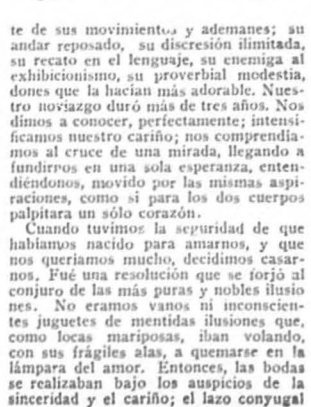 te de sus movimientos y ademanes; su
andar reposado, su discresión ilimitada,
su recato en el lenguaje, su enemiga al
exhibicionismo, su proverbial modestia,
dones que la hacían más adorable. Nues-
tro noviazgo duró más de tres años. Nos
dimos a conocer, perfectamente; intensi-
ficamos nuestro cariño; nos comprendía-
mos al cruce de una mirada, llegando a
fundirnos en una sola esperanza, enten-
diéndonos, movido por las mismas aspi-
raciones, como si para los dos cuerpos
palpitara un sólo corazón.
Cuando tuvimos la seguridad de que
habíamos nacido para amarnos, y que
nos queríamos mucho, decidimos casar-
nos. Fué una resolución que se forjó al
conjuro de las más puras y nobles ilusio
nes. No eramos vanos ni inconscien-
tes juguetes de mentidas ilusiones que,
como locas mariposas, iban volando,
con sus frágiles alas, a quemarse en la
lámpara del amor. Entonces, las bodas
se realizaban bajo los auspicios de la
sinceridad y el cariño; el lazo conyugal